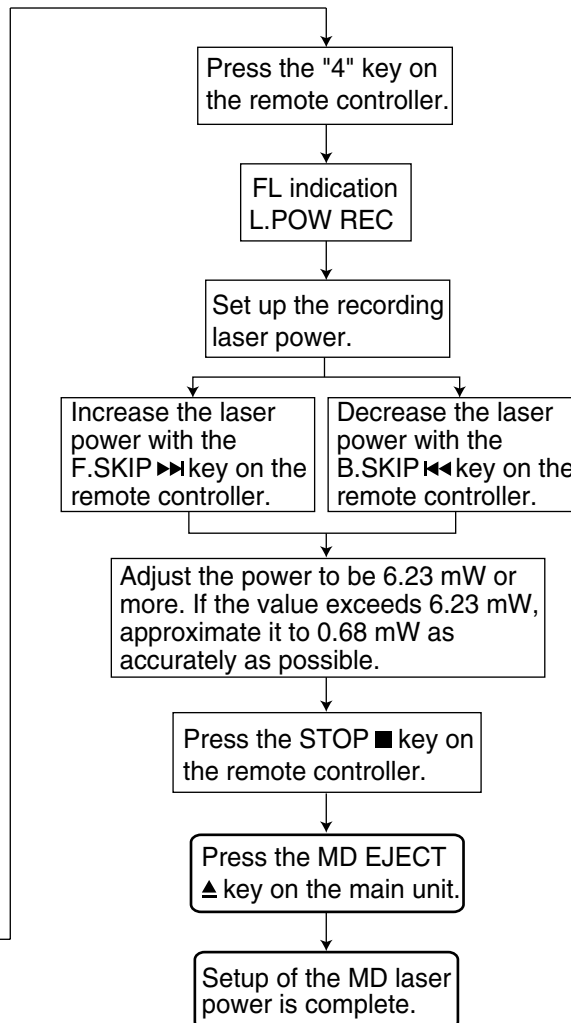 Press the "4" key on
the remote controller.
FL indication
L.POW REC
Set up the recording
laser power.
Increase the laser
power with the
F.SKIP ⏭ key on the
remote controller.
Decrease the laser
power with the
B.SKIP ⏮ key on the
remote controller.
Adjust the power to be 6.23 mW or
more. If the value exceeds 6.23 mW,
approximate it to 0.68 mW as
accurately as possible.
Press the STOP ■ key on
the remote controller.
Press the MD EJECT
⏏ key on the main unit.
Setup of the MD laser
power is complete.